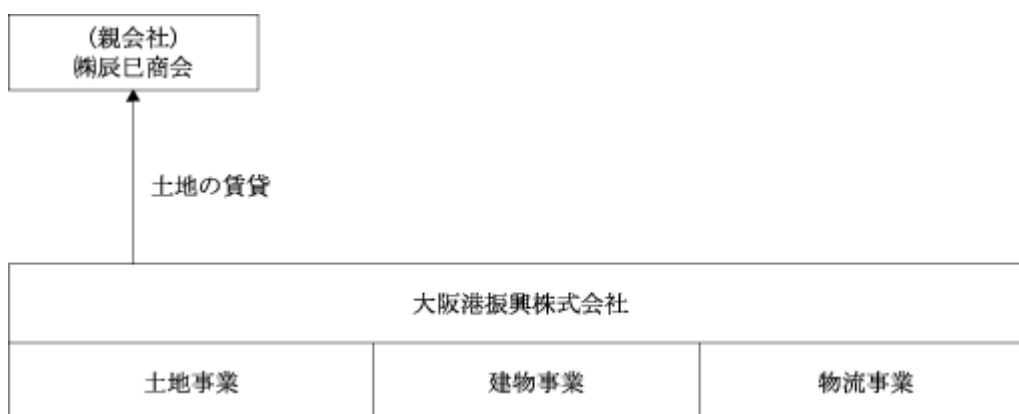 (親会社)
㈱辰巳商会
土地の賃貸
大阪港振興株式会社
土地事業
建物事業
物流事業